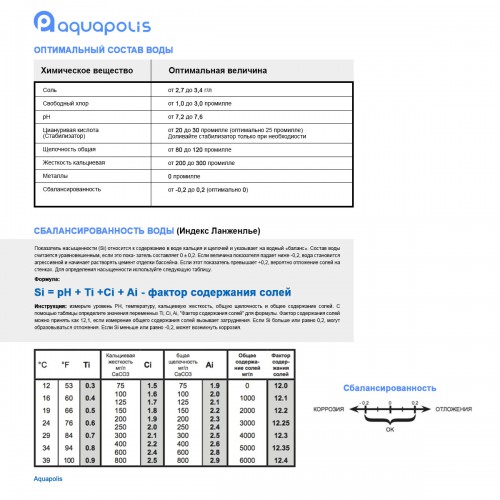 aquapolis
ОПТИМАЛЬНЫЙ СОСТАВ ВОДЫ
Химическое вещество Оптимальная величина
Соль от 2,7 до 3,4 г/л
Свободный хлор от 1,0 до 3,0 промилле
pH от 7,2 до 7,6
Циануривая кислота (Стабилизатор) от 20 до 30 промилле (оптимально 25 промилле) Доливайте стабилизатор только при необходиости
Щелочность общая от 80 до 120 промилле
Жесткость кальциевая от 200 до 300 промилле
Металлы 0 промилле
Сбалансированность от -0,2 до 0,2 (оптимально 0)
СБАЛАНСИРОВАННОСТЬ ВОДЫ (Индекс Ланженлье)
Показатель насыщенности (Si) относится к содержанию в воде кальция и щелочей и указывает на водный «баланс». Состав воды
считается уравновешенным, если это пока- затель составляет 0 ± 0,2. Если величина показателя падает ниже -0,2, вода становится
агрессивной и начинает растворять цемент отделки бассейна. Если этот показатель превышает +0,2, вероятно отложение солей на
стенках. Для определения насыщенности используйте следующую таблицу.
Формула:
Si = pH + Ti +Ci + Ai - фактор содержания солей
Инструкции: измерьте уровень PH, температуру, кальциевую жесткость, общую щелочность и общее содержание солей. С
помощью таблицы определите значения переменных Ti, Ci, Ai, "Фактор содержания солей" для формулы. Фактор содержания солей
можно принять как 12,1, если измерение общего содержания солей вызывает затруднения. Если Si больше или равно 0,2, могут
образовываться отложения. Если Si меньше или равно -0,2, может возникнуть коррозия.
°C °F Ti Кальциевая жесткость мг/л CaCO3 Ci бщая щелочность мг/л CaCO3 Ai Общее содержа-ние солей мг/л Фактор содер-жания солей
12 53 0.3 75 1.5 75 1.9 0 12.0
100 1.6 100 2.0
16 60 0.4 125 1.7 125 2.1 1000 12.1
19 66 0.5 150 1.8 150 2.2 2000 12.2
200 1.9 200 2.3
24 76 0.6 250 2.0 250 2.4 3000 12.25
29 84 0.7 300 2.1 300 2.5 4000 12.3
400 2.2 400 2.6
34 94 0.8 600 2.4 600 2.8 5000 12.35
39 100 0.9 800 2.5 800 2.9 6000 12.4
Сбалансированность
-0,2 0 0,2
КОРРОЗИЯ ОТЛОЖЕНИЯ
OK
Aquapolis